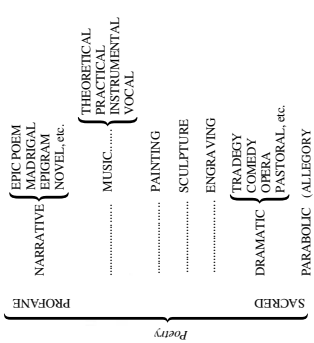 Poetry
PROFANE
SACRED
NARRATIVE
EPIC POEM
MADRIGAL
EPIGRAM
NOVEL, etc.
MUSIC
THEORETICAL
PRACTICAL
INSTRUMENTAL
VOCAL
PAINTING
SCULPTURE
ENGRAVING
DRAMATIC
TRADEGY
COMEDY
OPERA
PASTORAL, etc.
PARABOLIC (ALLEGORY